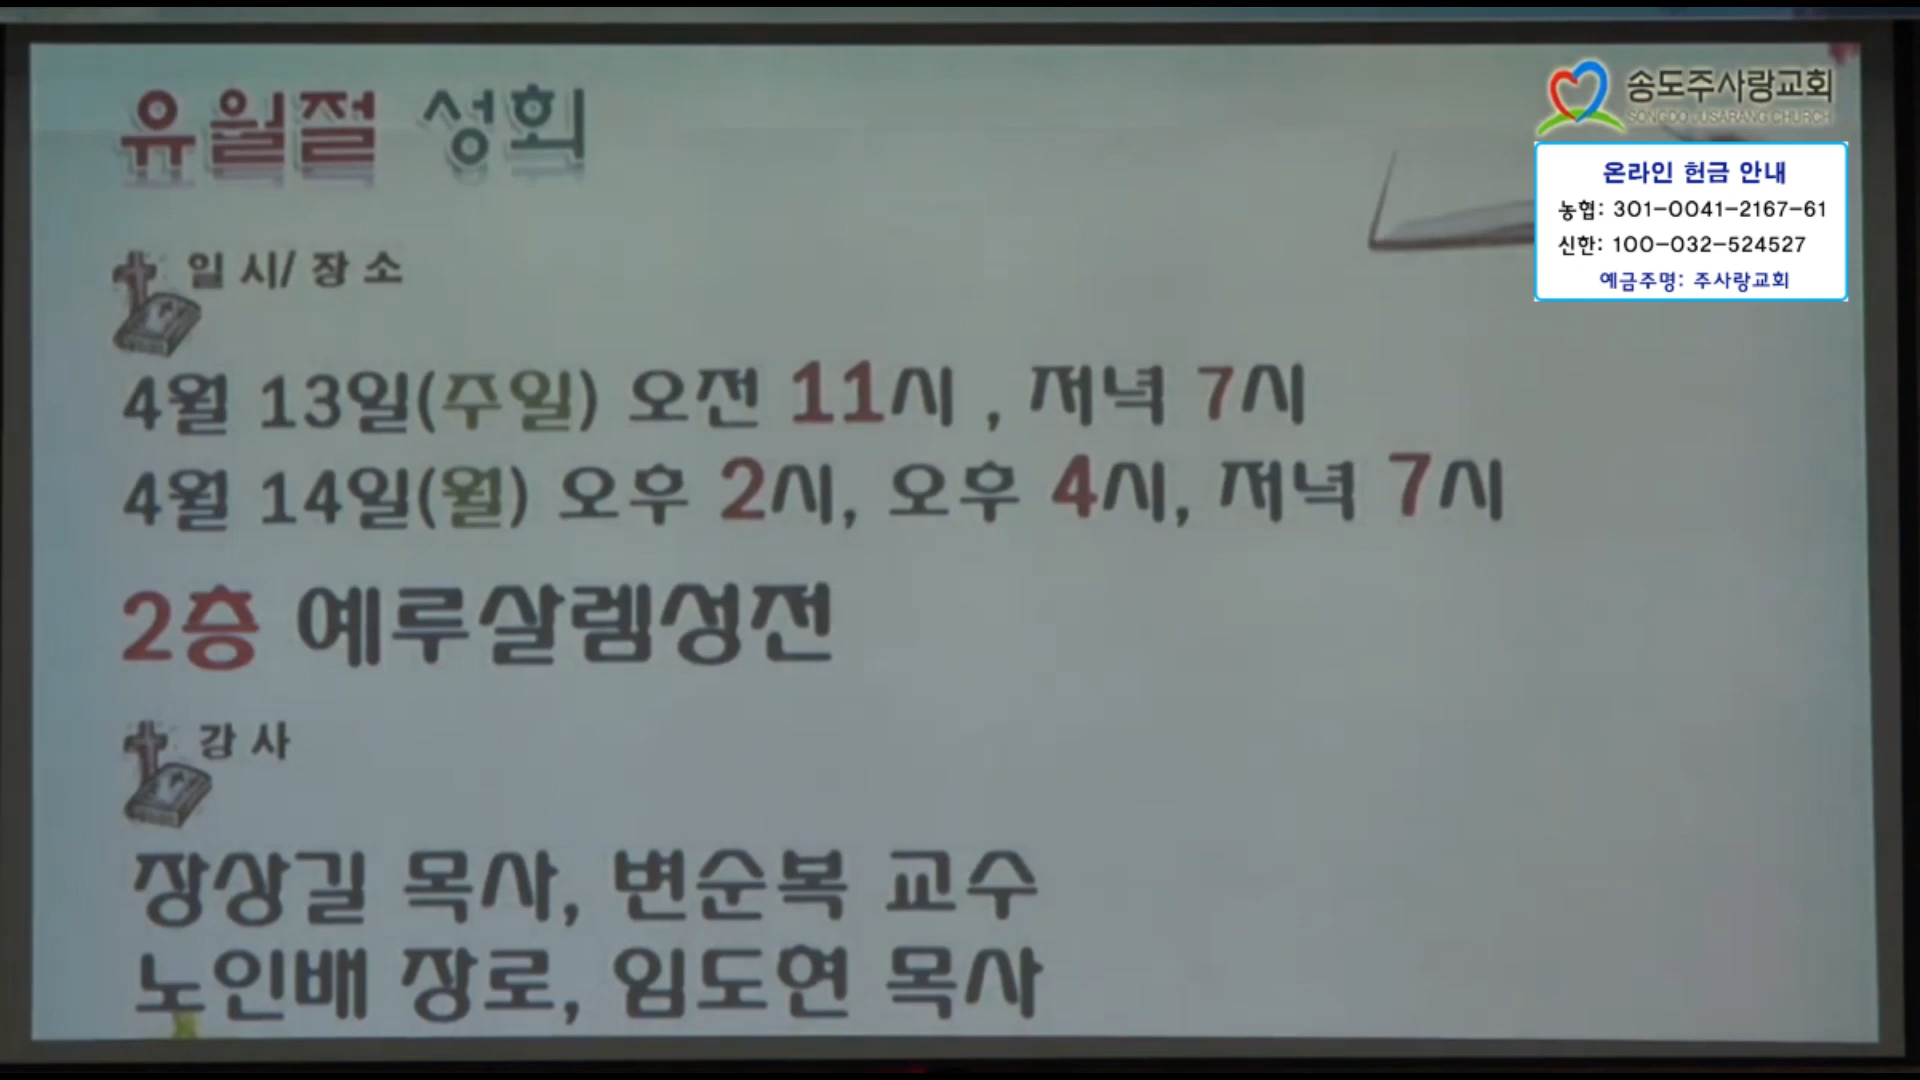 유월절 성회
송도주사랑교회
SONGDO JUSARANG CHURCH
온라인 헌금 안내
농협: 301-0041-2167-61
신한: 100-032-524527
예금주명: 주사랑교회
일 시/ 장 소
4월 13일(주일) 오전 11시 , 저녁 7시
4월 14일(월) 오후 2시, 오후 4시, 저녁 7시
2층 예루살렘성전
강 사
장상길 목사, 변순복 교수
노인배 장로, 임도현 목사